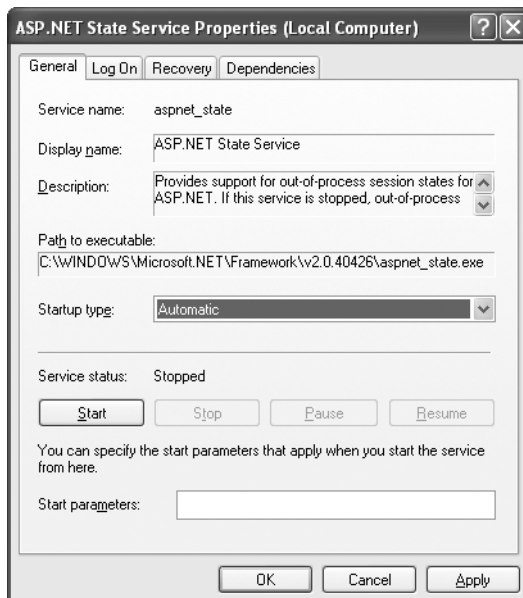 ASP.NET State Service Properties (Local Computer)
General Log On Recovery Dependencies
Service name: aspnet_state
Display name: ASP.NET State Service
Description: Provides support for out-of-process session states for
ASP.NET. If this service is stopped, out-of-process
Path to executable:
C:\WINDOWS\Microsoft.NET\Framework\v2.0.40426\aspnet_state.exe
Startup type: Automatic
Service status: Stopped
Start Stop Pause Resume
You can specify the start parameters that apply when you start the service
from here.
Start parameters:
OK Cancel Apply